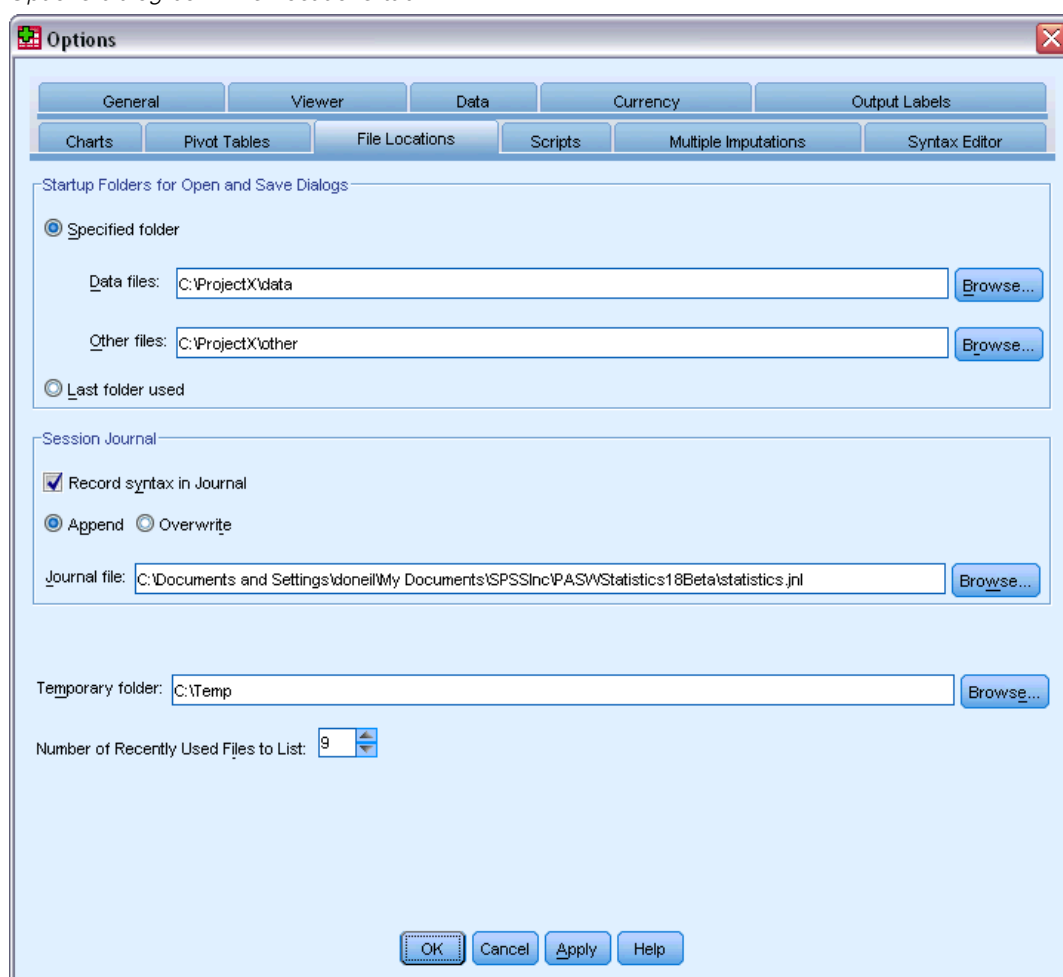 Options
General Viewer Data Currency Output Labels
Charts Pivot Tables File Locations Scripts Multiple Imputations Syntax Editor
Startup Folders for Open and Save Dialogs
Specified folder
Data files: C:\ProjectX\data Browse...
Other files: C:\ProjectX\other Browse...
Last folder used
Session Journal
Record syntax in Journal
Append Overwrite
Journal file: C:\Documents and Settings\doneil\My Documents\SPSSInc\PASWStatistics18Beta\statistics.jnl Browse...
Temporary folder: C:\Temp Browse...
Number of Recently Used Files to List: 9
OK Cancel Apply Help